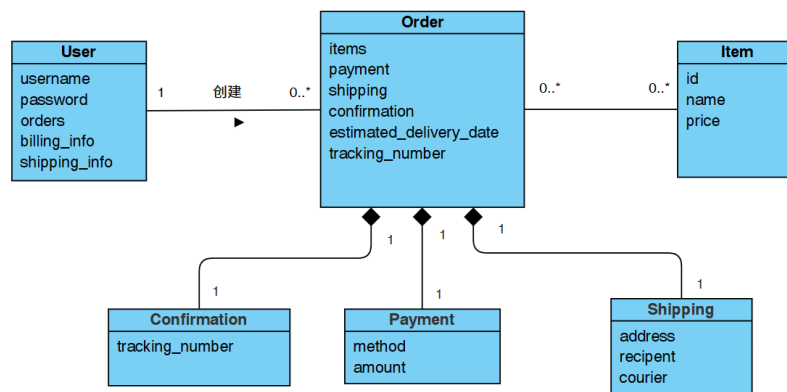 User
username
password
orders
billing_info
shipping_info
1
创建
0..*
Order
items
payment
shipping
confirmation
estimated_delivery_date
tracking_number
0..*
0..*
Item
id
name
price
1
1
1
1
1
1
Confirmation
tracking_number
Payment
method
amount
Shipping
address
recipent
courier